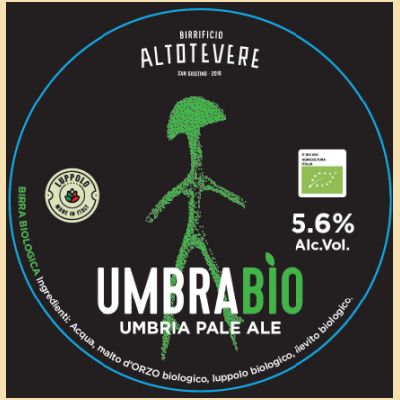 BIRRIFICIO
ALTOTEVERE
SAN GIUSTINO · 2016
LUPPOLO
MADE IN ITALY
IT BIO 004
AGRICOLTURA
ITALIA
5.6%
Alc.Vol.
UMBRABÌO
UMBRIA PALE ALE
BIRRA BIOLOGICA Ingredienti: Acqua, malto d'ORZO biologico, luppolo biologico, lievito biologico.